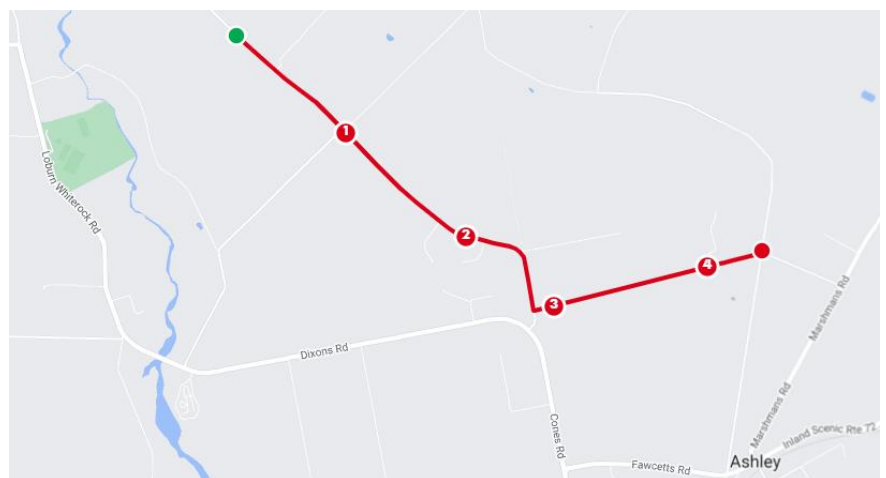 1
Loburn Whiterock Rd
2
4
3
Marshmans Rd
Dixons Rd
Marshmans Rd
Cones Rd
Inland Scenic Rte 72
Ashley
Fawcetts Rd